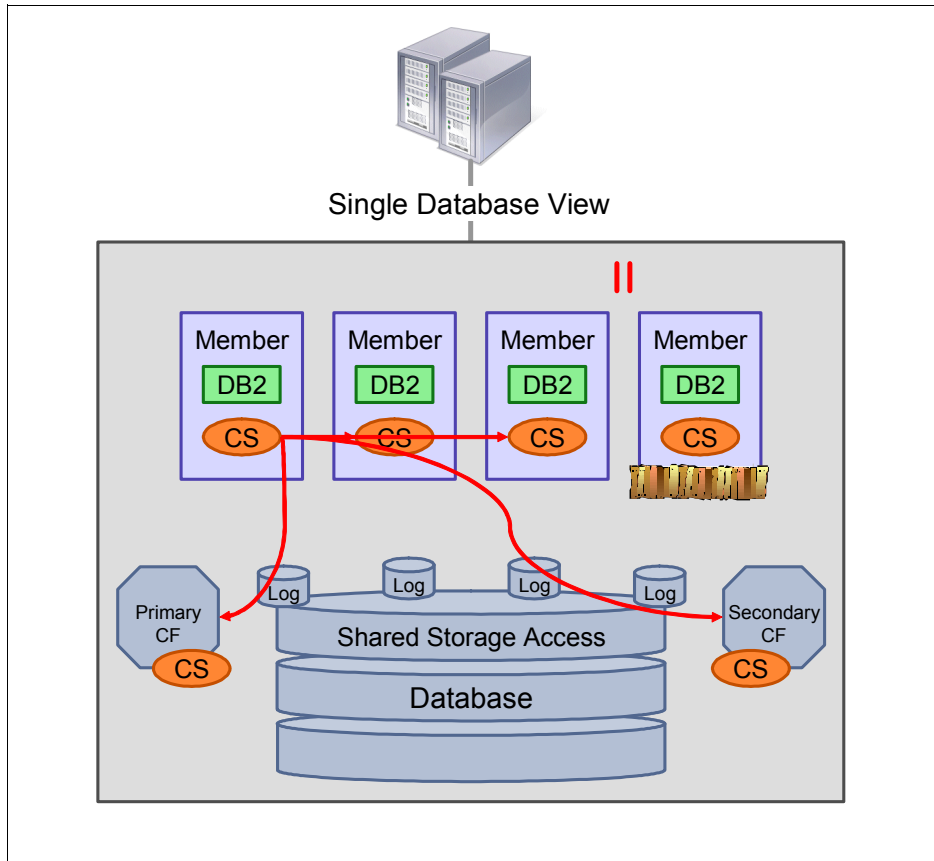 Single Database View
Member
Member
Member
Member
DB2
DB2
DB2
DB2
CS
CS
CS
CS
Log
Log
Log
Log
Primary
CF
Secondary
CF
Shared Storage Access
CS
CS
Database